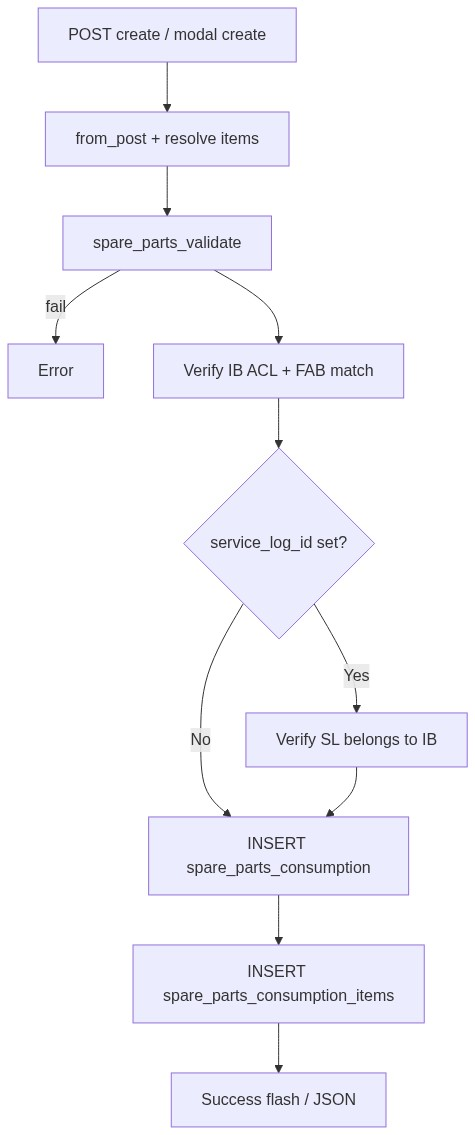 POST create / modal create
from_post + resolve items
spare_parts_validate
fail
Error
Verify IB ACL + FAB match
service_log_id set?
Yes
No
Verify SL belongs to IB
INSERT
spare_parts_consumption
INSERT
spare_parts_consumption_items
Success flash / JSON